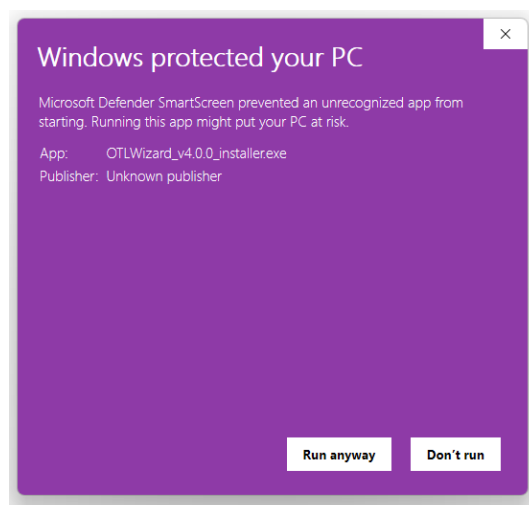 Windows protected your PC
Microsoft Defender SmartScreen prevented an unrecognized app from
starting. Running this app might put your PC at risk.
App: OTLWizard_v4.0.0_installer.exe
Publisher: Unknown publisher
Run anyway Don't run